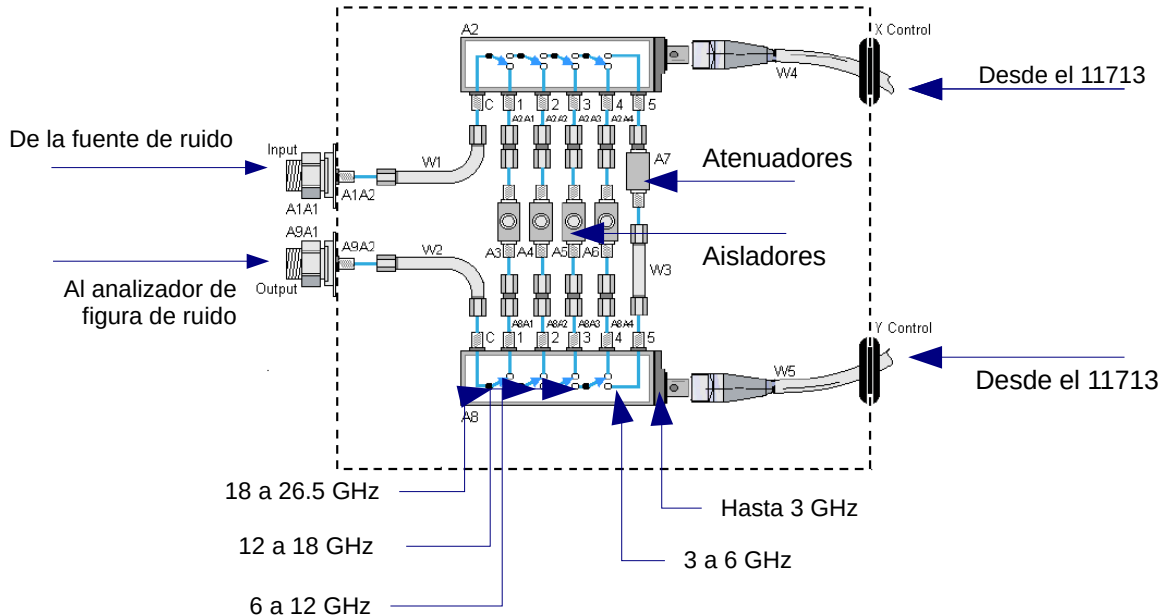 A2
X Control
W4
Desde el 11713
C 1 2 3 4 5
A2A1 A2A2 A2A3 A2A4
De la fuente de ruido
Input
W1
A7
Atenuadores
A1A2
A1A1
A9A1
A9A2
W2
A3 A4 A5 A6
Aisladores
W3
Output
Al analizador de
figura de ruido
A8A1 A8A2 A8A3 A8A4
C 1 2 3 4 5
Y Control
W5
Desde el 11713
A8
18 a 26.5 GHz
Hasta 3 GHz
12 a 18 GHz
3 a 6 GHz
6 a 12 GHz